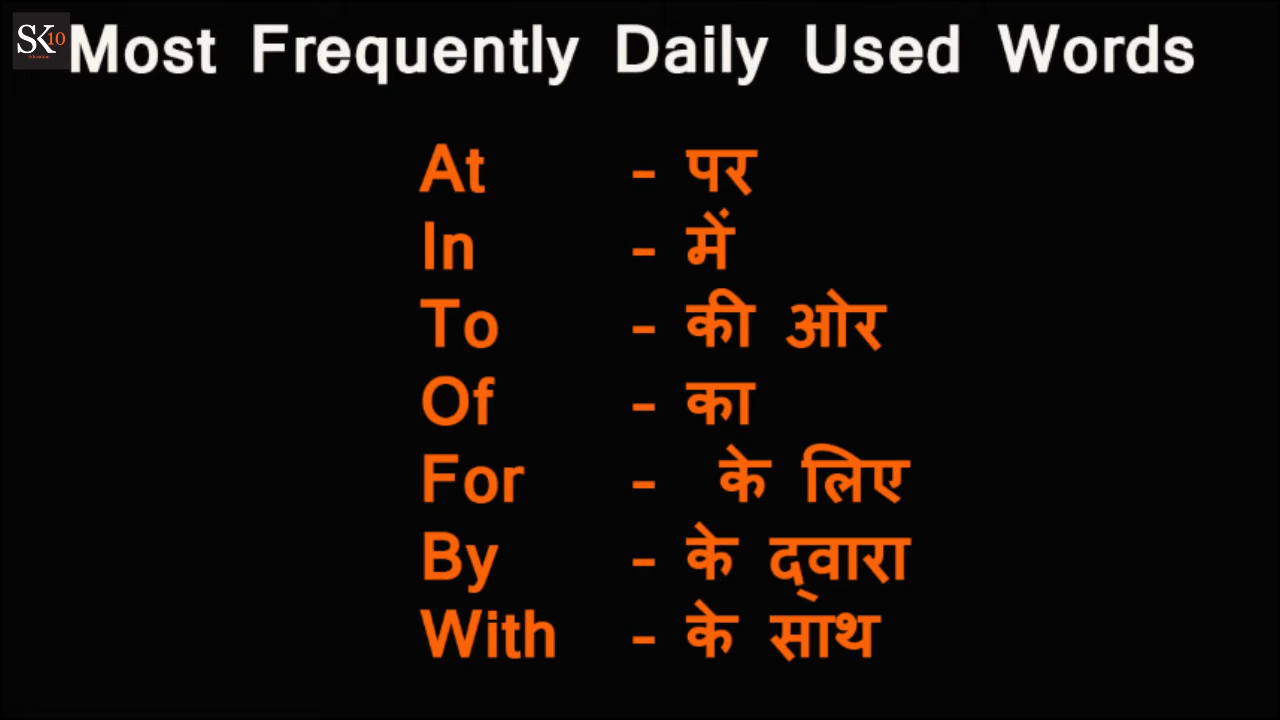 SK10
Most Frequently Daily Used Words
At - पर
In - में
To - की ओर
Of - का
For - के लिए
By - के द्वारा
With - के साथ